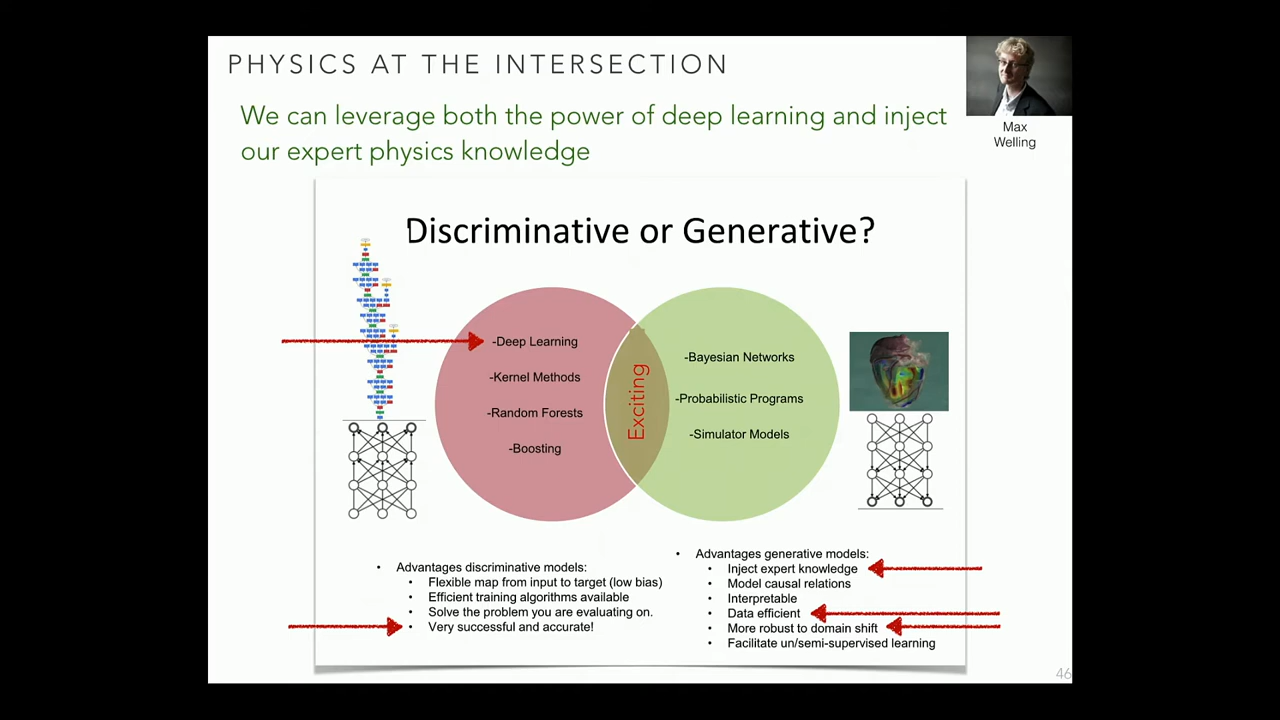 PHYSICS AT THE INTERSECTION
We can leverage both the power of deep learning and inject
our expert physics knowledge
Max
Welling
Discriminative or Generative?
-Deep Learning
-Kernel Methods
-Random Forests
-Boosting
Exciting
-Bayesian Networks
-Probabilistic Programs
-Simulator Models
• Advantages discriminative models:
• Flexible map from input to target (low bias)
• Efficient training algorithms available
• Solve the problem you are evaluating on.
• Very successful and accurate!
• Advantages generative models:
• Inject expert knowledge
• Model causal relations
• Interpretable
• Data efficient
• More robust to domain shift
• Facilitate un/semi-supervised learning
46